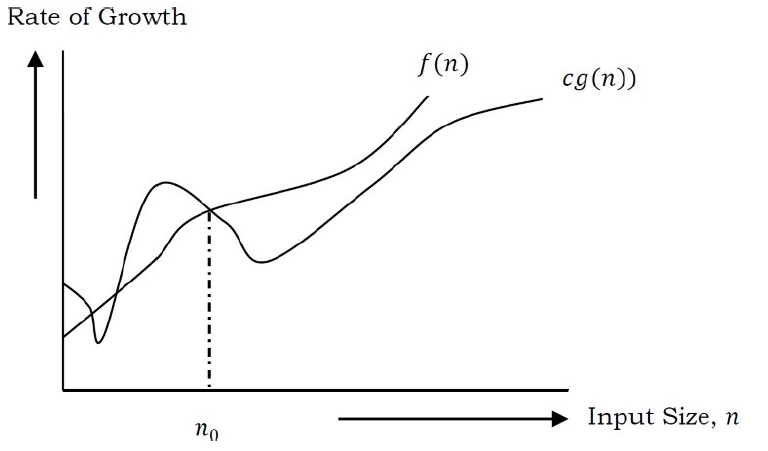 Rate of Growth
f(n)
cg(n))
Input Size, n
n₀